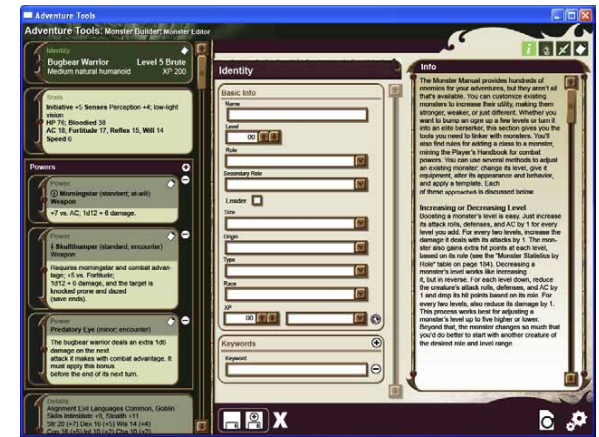 Adventure Tools
Adventure Tools: Monster Builder: Monster Editor
Identity
Bugbear Warrior Level 5 Brute
Medium natural humanoid XP 200
Stats
Initiative +5 Senses Perception +4; low-light
vision
HP 76; Bloodied 38
AC 18, Fortitude 17, Reflex 15, Will 14
Speed 6
Powers
Power
Morningstar (standard; at-will)
Weapon
+7 vs. AC; 1d12 + 6 damage.
Power
Skullthumper (standard; encounter)
Weapon
Requires morningstar and combat advan-
tage; +5 vs. Fortitude;
1d12 + 6 damage, and the target is
knocked prone and dazed
(save ends).
Power
Predatory Eye (minor; encounter)
The bugbear warrior deals an extra 1d6
damage on the next
attack it makes with combat advantage. It
must apply this bonus
before the end of its next turn.
Details
Alignment Evil Languages Common, Goblin
Skills Intimidate +9, Stealth +11
Str 20 (+7) Dex 16 (+5) Wis 14 (+4)
Con 16 (+5) Int 10 (+2) Cha 10 (+2)
Identity
Basic Info
Name
Level
00
Role
Secondary Role
Leader
Size
Origin
Type
Race
XP
00
Keywords
Keyword
Info
The Monster Manual provides hundreds of
enemies for your adventures, but they aren't all
that's available. You can customize existing
monsters to increase their utility, making them
stronger, weaker, or just different. Whether you
want to bump an ogre up a few levels or turn it
into an elite berserker, this section gives you the
tools you need to tinker with monsters. You'll
also find rules for adding a class to a monster,
mining the Player's Handbook for combat
powers. You can use several methods to adjust
an existing monster: change its level, give it
equipment, alter its appearance and behavior,
and apply a template. Each
of these approaches is discussed below.
Increasing or Decreasing Level
Boosting a monster's level is easy. Just increase
its attack rolls, defenses, and AC by 1 for every
level you add. For every two levels, increase the
damage it deals with its attacks by 1. The mon-
ster also gains extra hit points at each level,
based on its role (see the "Monster Statistics by
Role" table on page 184). Decreasing a
monster's level works like increasing
it, but in reverse. For each level down, reduce
the creature's attack rolls, defenses, and AC by
1 and drop its hit points based on its role. For
every two levels, also reduce its damage by 1.
This process works best for adjusting a
monster's level up to five higher or lower.
Beyond that, the monster changes so much that
you'd do better to start with another creature of
the desired role and level range.